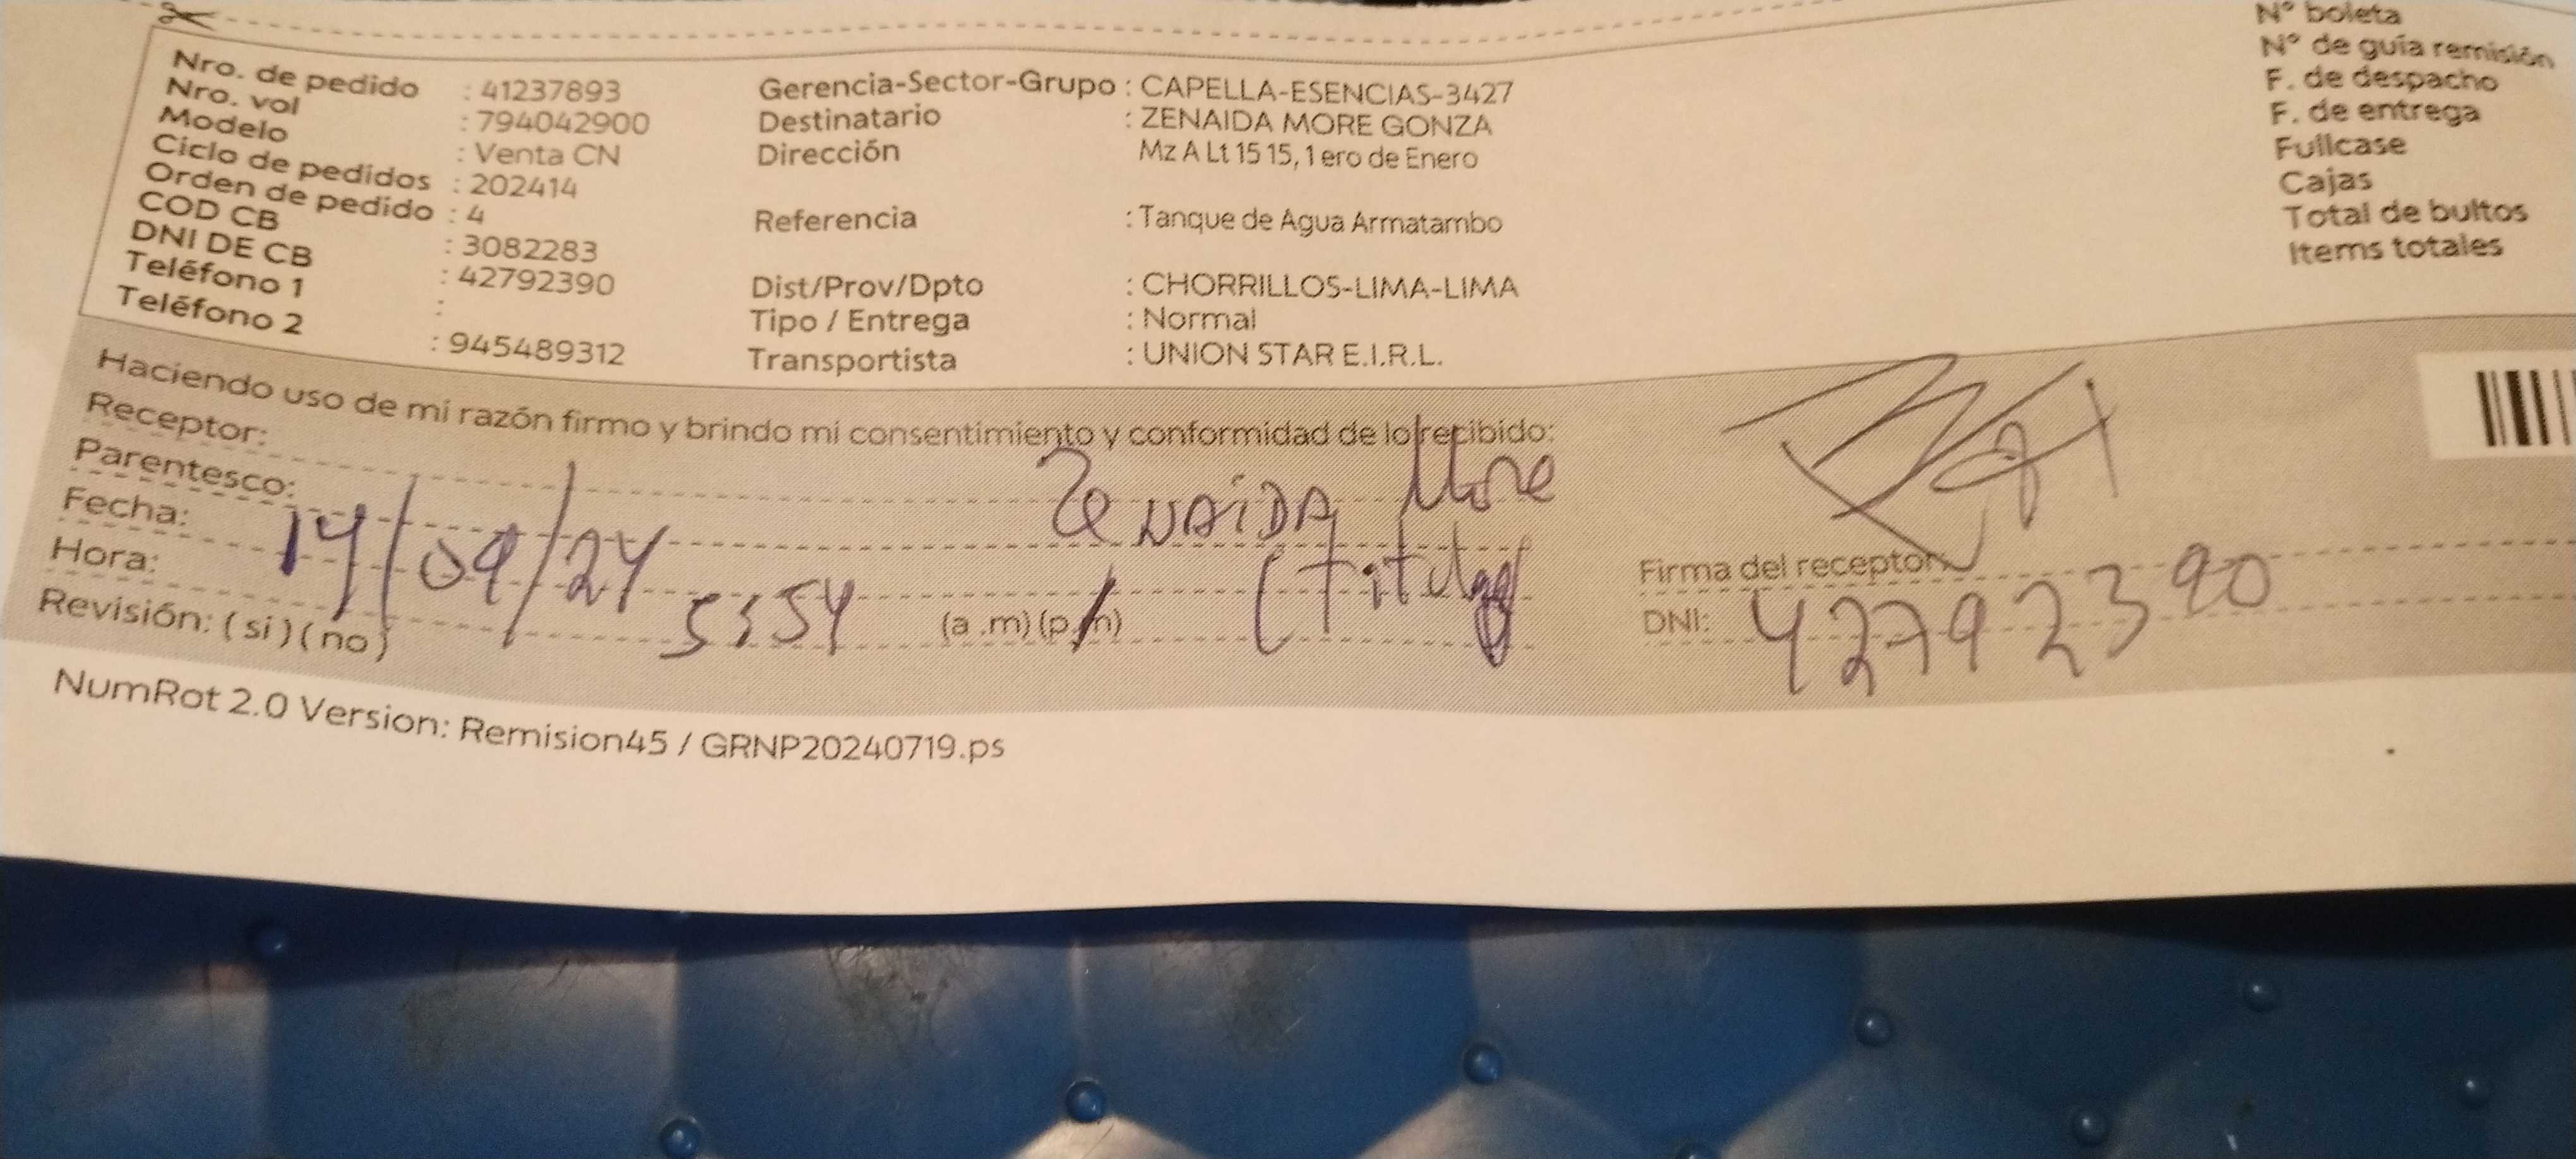 Nro. de pedido : 41237893
Nro. vol : 794042900
Modelo : Venta CN
Ciclo de pedidos : 202414
Orden de pedido : 4
COD CB : 3082283
DNI DE CB : 42792390
Teléfono 1 :
Teléfono 2 : 945489312
Gerencia-Sector-Grupo : CAPELLA-ESENCIAS-3427
Destinatario : ZENAIDA MORE GONZA
Dirección Mz A Lt 15 15, 1 ero de Enero
Referencia : Tanque de Agua Armatambo
Dist/Prov/Dpto : CHORRILLOS-LIMA-LIMA
Tipo / Entrega : Normal
Transportista : UNION STAR E.I.R.L.
N° boleta
N° de guía remisión
F. de despacho
F. de entrega
Fullcase
Cajas
Total de bultos
Items totales
Haciendo uso de mi razón firmo y brindo mi consentimiento y conformidad de lo recibido:
Receptor: ZENAIDA More
Parentesco: (titular
Fecha: 14/09/24
Hora: 5:54 (a .m) (p.m)
Revisión: ( si ) ( no )
Firma del receptor
DNI: 42792390
NumRot 2.0 Version: Remision45 / GRNP20240719.ps